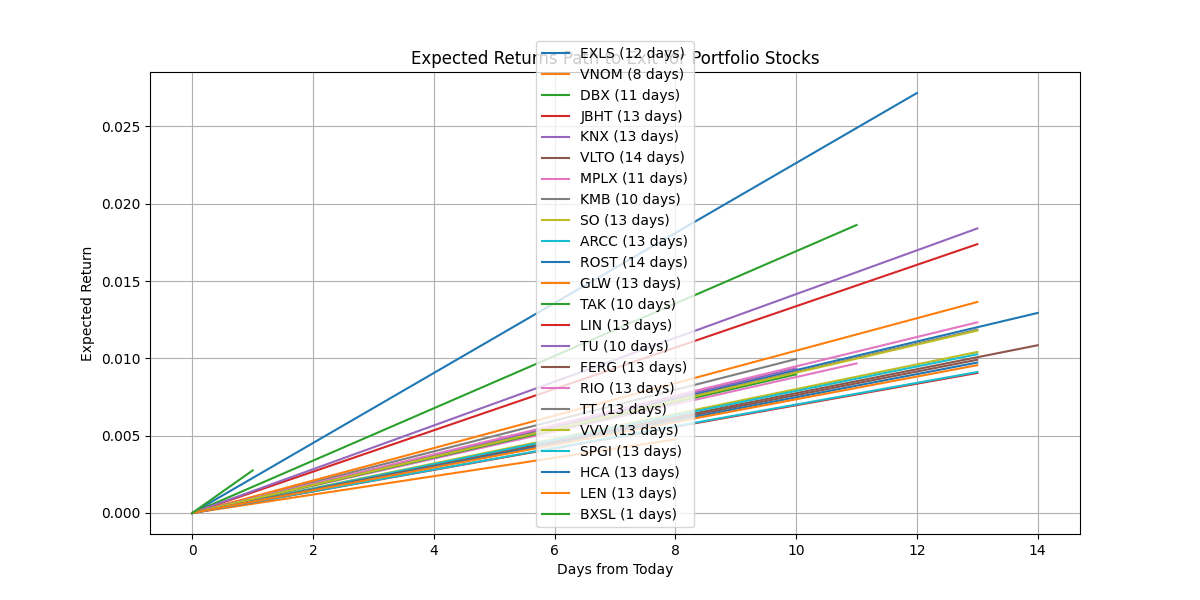 Expected Returns Path to Exit for Portfolio Stocks
EXLS (12 days)
VNOM (8 days)
DBX (11 days)
JBHT (13 days)
KNX (13 days)
VLTO (14 days)
MPLX (11 days)
KMB (10 days)
SO (13 days)
ARCC (13 days)
ROST (14 days)
GLW (13 days)
TAK (10 days)
LIN (13 days)
TU (10 days)
FERG (13 days)
RIO (13 days)
TT (13 days)
VVV (13 days)
SPGI (13 days)
HCA (13 days)
LEN (13 days)
BXSL (1 days)
Expected Return
0.025
0.020
0.015
0.010
0.005
0.000
0 2 4 6 8 10 12 14
Days from Today